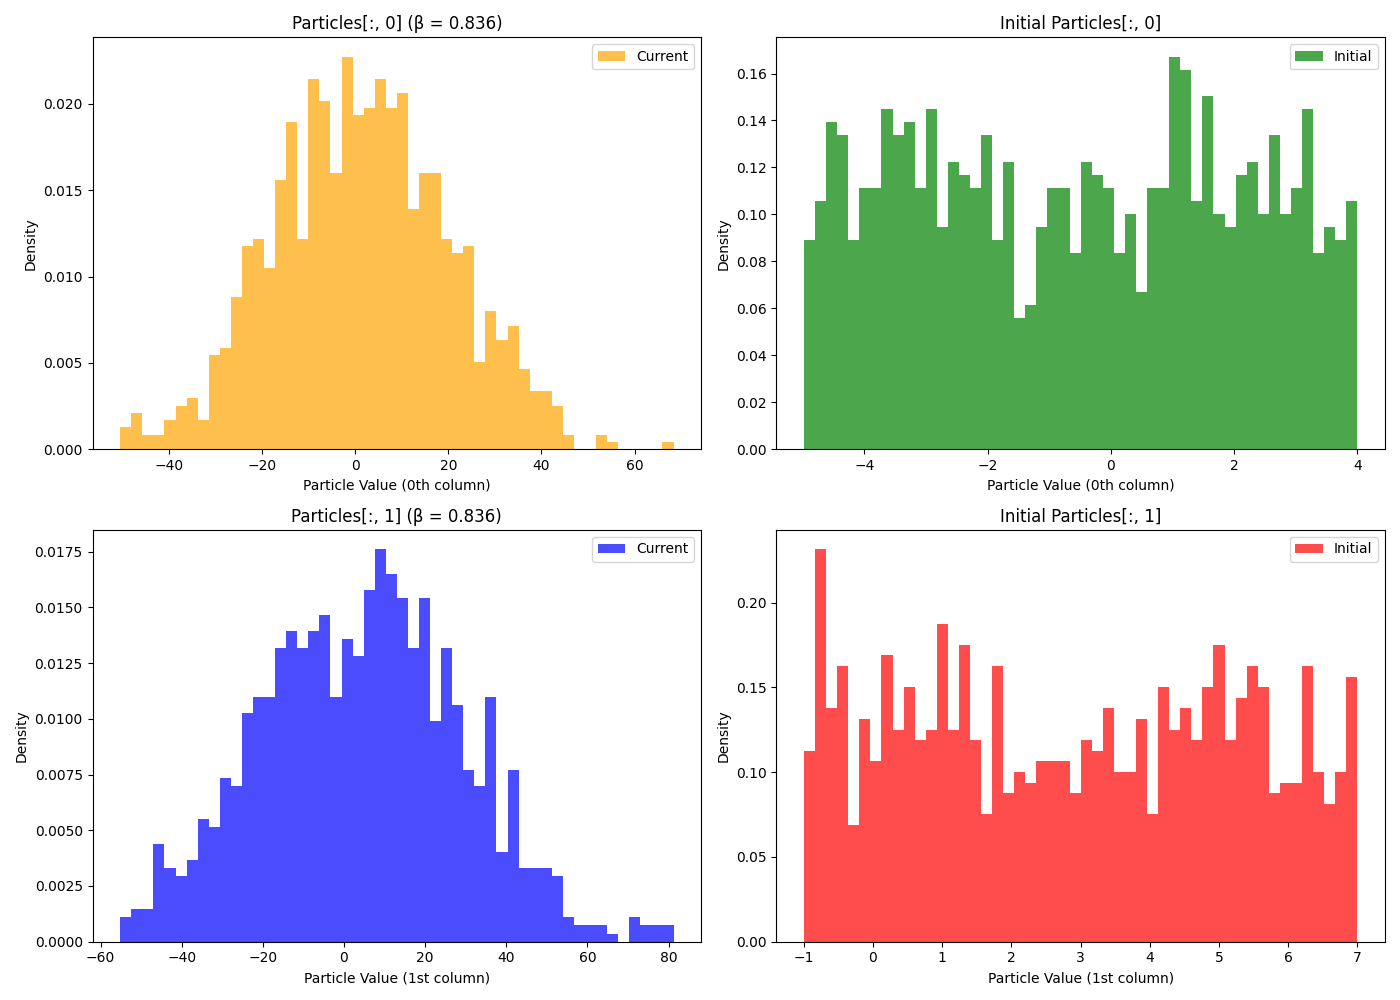 Particles[:, 0] (β = 0.836)
Current
Density
0.020
0.015
0.010
0.005
0.000
−40 −20 0 20 40 60
Particle Value (0th column)
Initial Particles[:, 0]
Initial
Density
0.16
0.14
0.12
0.10
0.08
0.06
0.04
0.02
0.00
−4 −2 0 2 4
Particle Value (0th column)
Particles[:, 1] (β = 0.836)
Current
Density
0.0175
0.0150
0.0125
0.0100
0.0075
0.0050
0.0025
0.0000
−60 −40 −20 0 20 40 60 80
Particle Value (1st column)
Initial Particles[:, 1]
Initial
Density
0.20
0.15
0.10
0.05
0.00
−1 0 1 2 3 4 5 6 7
Particle Value (1st column)